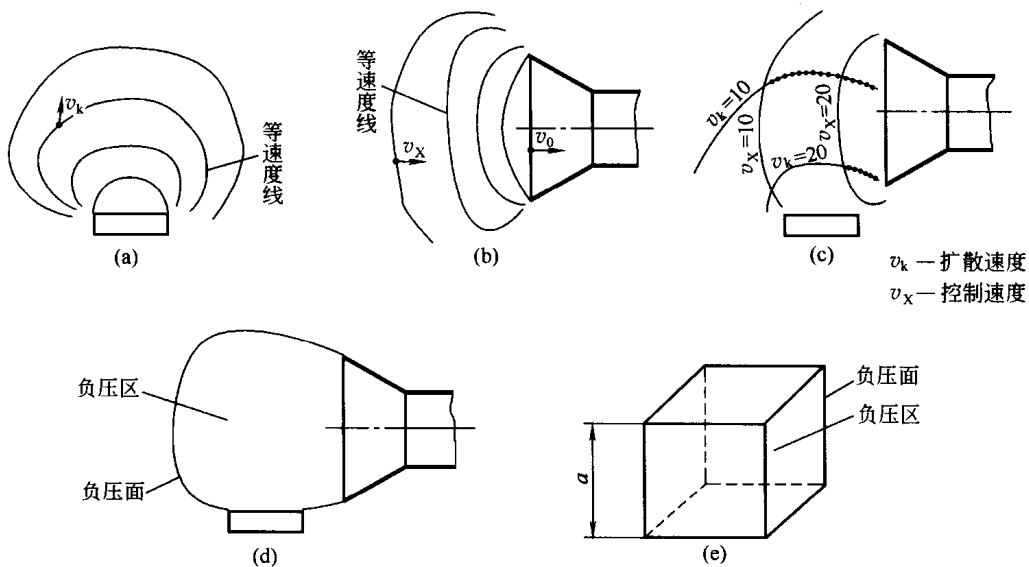 v_k
等速度线
(a)
等速度线
v_X
v_0
(b)
v_k=10
v_X=10
v_X=20
v_k=20
(c)
v_k — 扩散速度
v_X — 控制速度
负压区
负压面
(d)
负压面
负压区
a
(e)